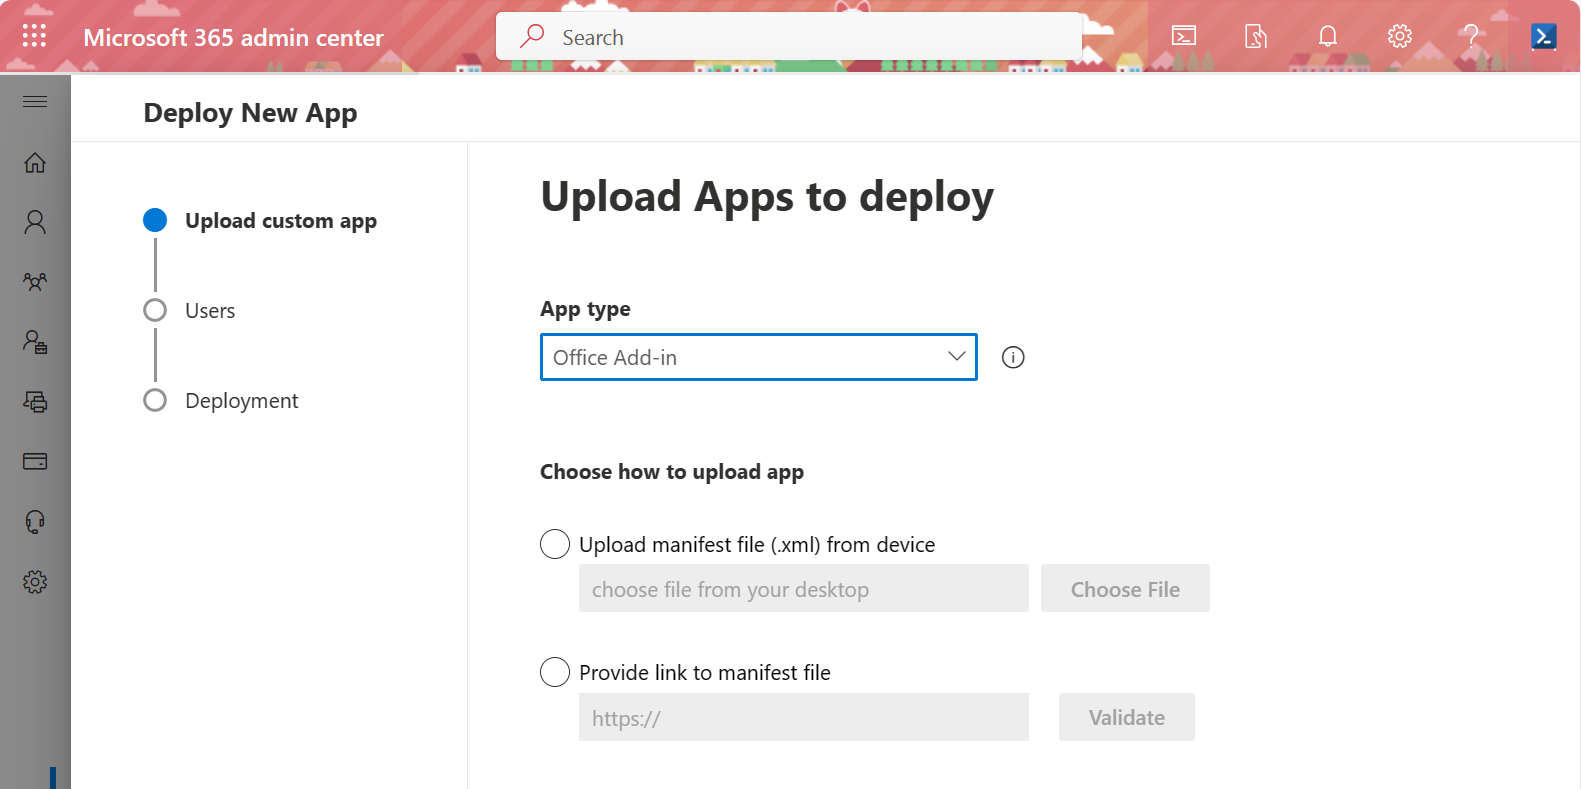 Microsoft 365 admin center
Search
Deploy New App
Upload custom app
Users
Deployment
Upload Apps to deploy
App type
Office Add-in
Choose how to upload app
Upload manifest file (.xml) from device
choose file from your desktop
Choose File
Provide link to manifest file
https://
Validate